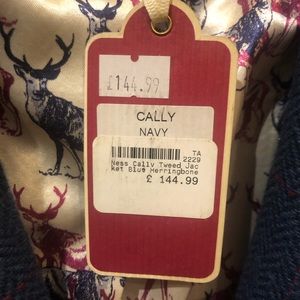 £144.99
CALLY
NAVY
TA
2229
Ness Cally Tweed Jac
ket Blue Herringbone
£ 144.99